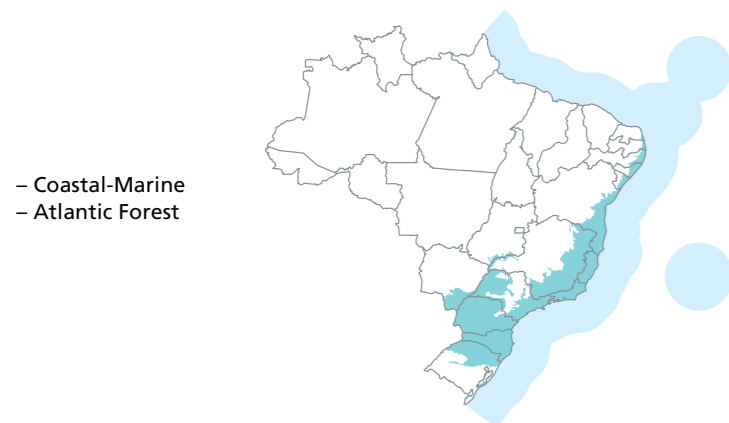 – Coastal-Marine
– Atlantic Forest